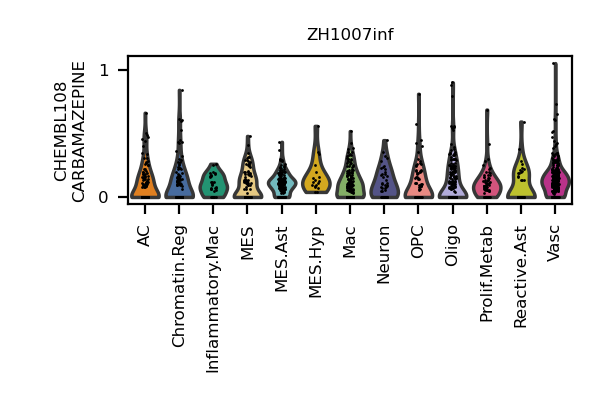 ZH1007inf
CHEMBL108
CARBAMAZEPINE
1
0
AC
Chromatin.Reg
Inflammatory.Mac
MES
MES.Ast
MES.Hyp
Mac
Neuron
OPC
Oligo
Prolif.Metab
Reactive.Ast
Vasc